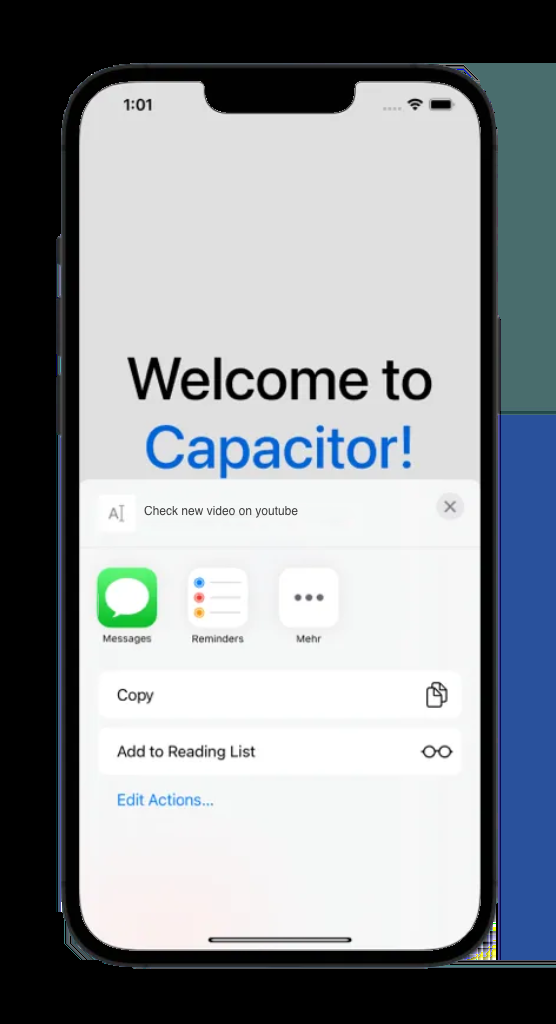 1:01
Welcome to
Capacitor!
A
Check new video on youtube
Messages
Reminders
Mehr
Copy
Add to Reading List
Edit Actions...